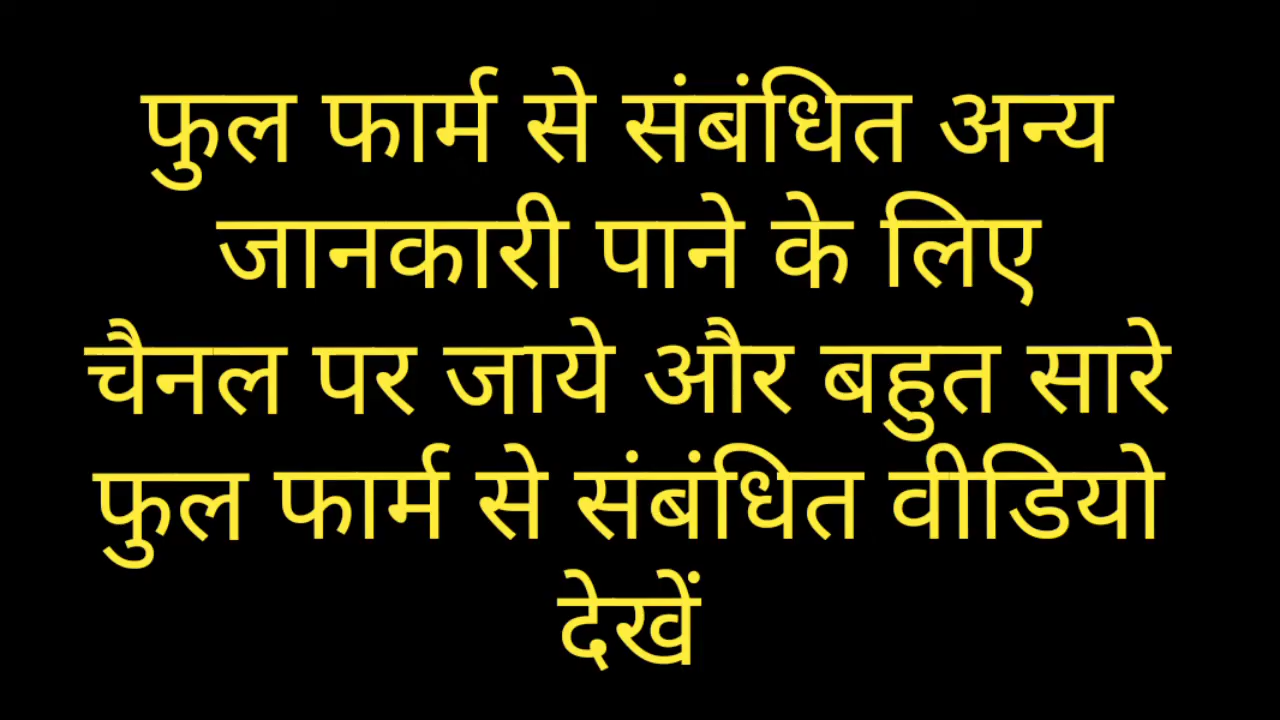 फुल फार्म से संबंधित अन्य
जानकारी पाने के लिए
चैनल पर जाये और बहुत सारे
फुल फार्म से संबंधित वीडियो
देखें